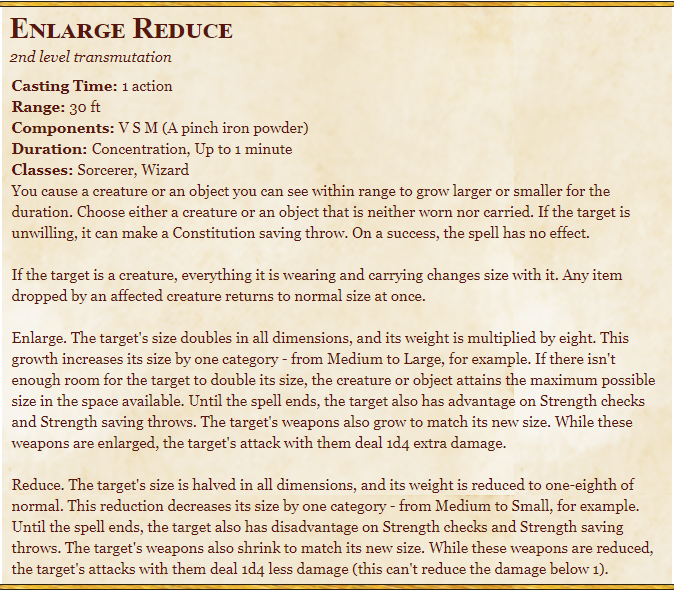 Enlarge Reduce
2nd level transmutation
Casting Time: 1 action
Range: 30 ft
Components: V S M (A pinch iron powder)
Duration: Concentration, Up to 1 minute
Classes: Sorcerer, Wizard
You cause a creature or an object you can see within range to grow larger or smaller for the
duration. Choose either a creature or an object that is neither worn nor carried. If the target is
unwilling, it can make a Constitution saving throw. On a success, the spell has no effect.
If the target is a creature, everything it is wearing and carrying changes size with it. Any item
dropped by an affected creature returns to normal size at once.
Enlarge. The target's size doubles in all dimensions, and its weight is multiplied by eight. This
growth increases its size by one category - from Medium to Large, for example. If there isn't
enough room for the target to double its size, the creature or object attains the maximum possible
size in the space available. Until the spell ends, the target also has advantage on Strength checks
and Strength saving throws. The target's weapons also grow to match its new size. While these
weapons are enlarged, the target's attack with them deal 1d4 extra damage.
Reduce. The target's size is halved in all dimensions, and its weight is reduced to one-eighth of
normal. This reduction decreases its size by one category - from Medium to Small, for example.
Until the spell ends, the target also has disadvantage on Strength checks and Strength saving
throws. The target's weapons also shrink to match its new size. While these weapons are reduced,
the target's attacks with them deal 1d4 less damage (this can't reduce the damage below 1).